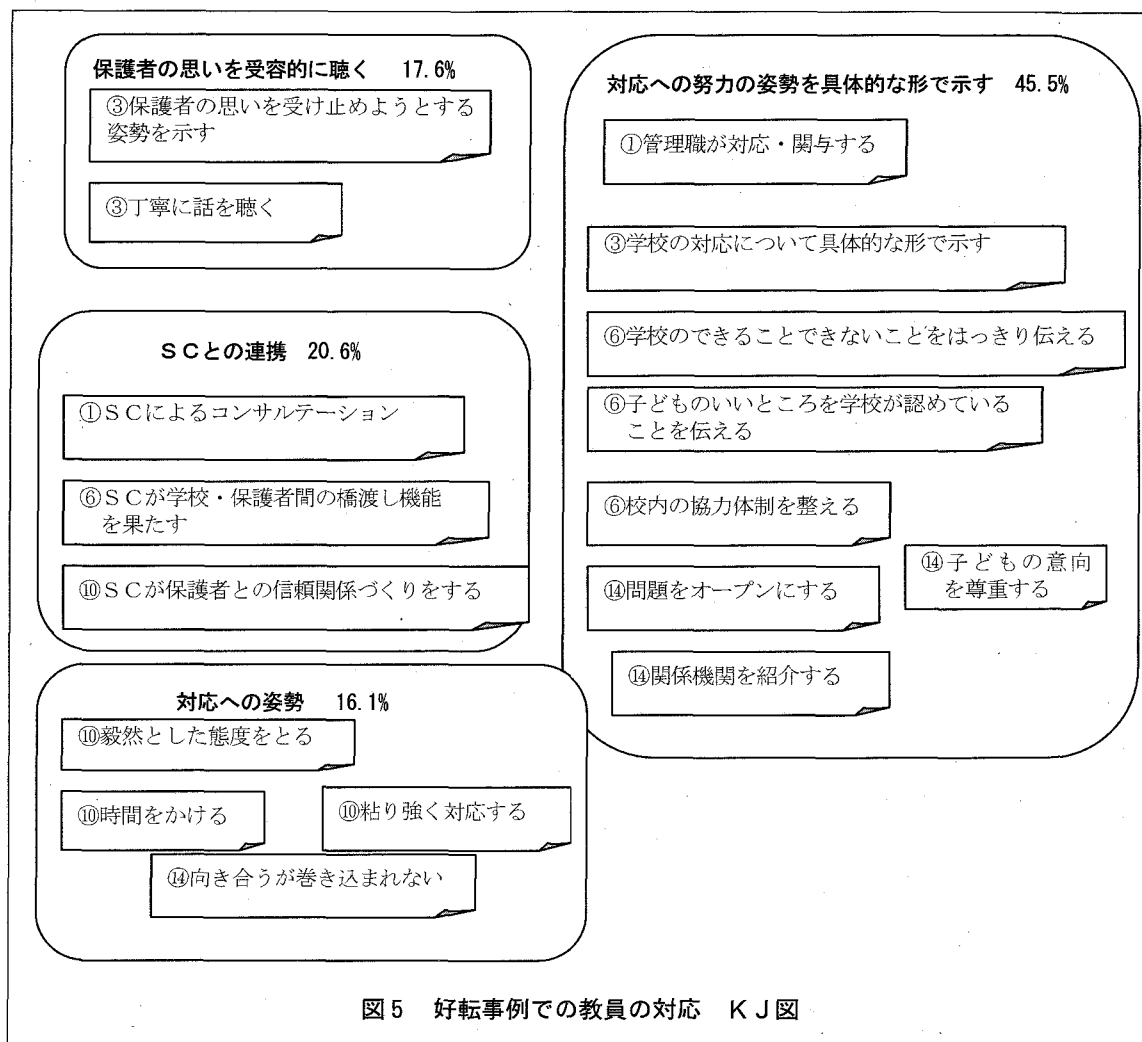 保護者の思いを受容的に聴く 17.6%
③保護者の思いを受け止めようとする
姿勢を示す
③丁寧に話を聴く
SCとの連携 20.6%
①SCによるコンサルテーション
⑥SCが学校・保護者間の橋渡し機能
を果たす
⑩SCが保護者との信頼関係づくりをする
対応への姿勢 16.1%
⑩毅然とした態度をとる
⑩時間をかける
⑩粘り強く対応する
⑭向き合うが巻き込まれない
対応への努力の姿勢を具体的な形で示す 45.5%
①管理職が対応・関与する
③学校の対応について具体的な形で示す
⑥学校のできることできないことをはっきり伝える
⑥子どものいいところを学校が認めている
ことを伝える
⑥校内の協力体制を整える
⑭子どもの意向
を尊重する
⑭問題をオープンにする
⑭関係機関を紹介する
図5 好転事例での教員の対応 KJ図